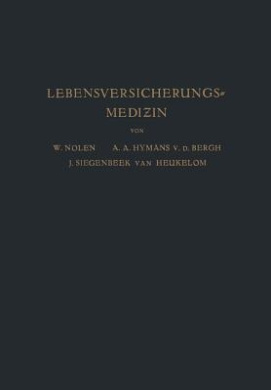 LEBENSVERSICHERUNGS=
MEDIZIN
VON
W. NOLEN A. A. HYMANS V. D. BERGH
J. SIEGENBEEK VAN HEUKELOM